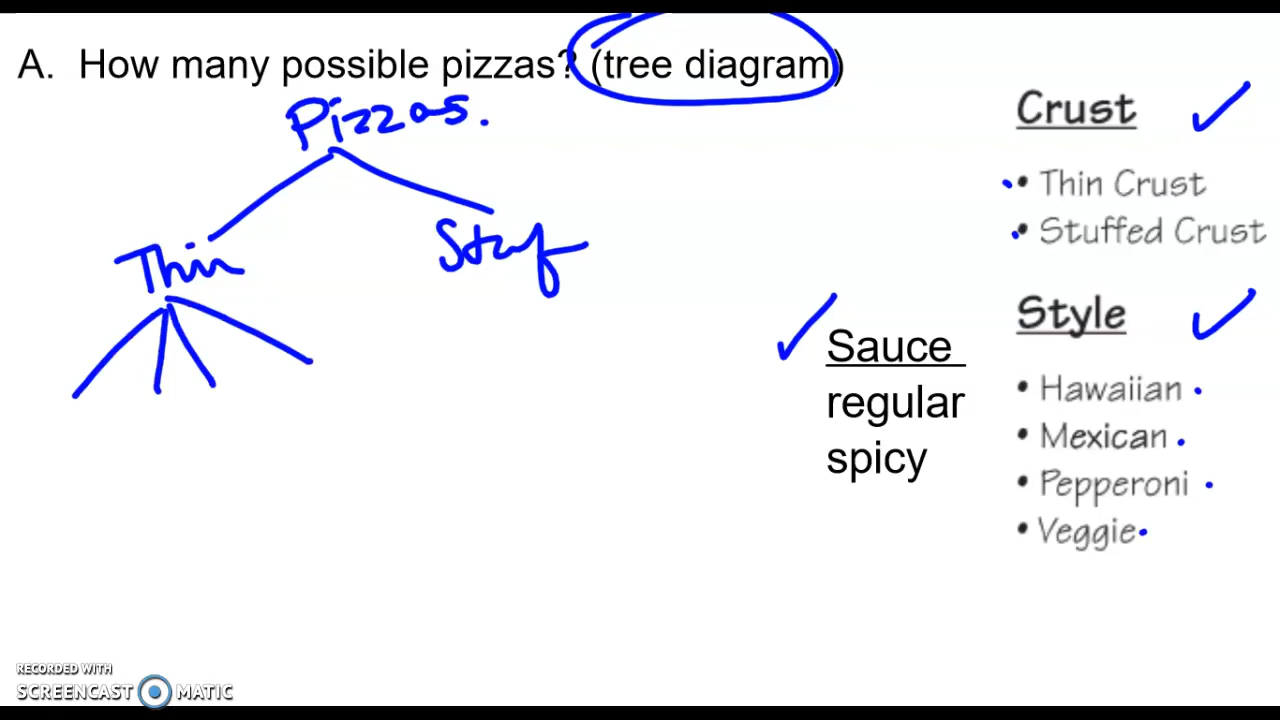 A. How many possible pizzas? (tree diagram)
Pizzas.
Thin
Stuf
Crust
• Thin Crust
• Stuffed Crust
Sauce
regular
spicy
Style
• Hawaiian
• Mexican
• Pepperoni
• Veggie
RECORDED WITH
SCREENCAST MATIC